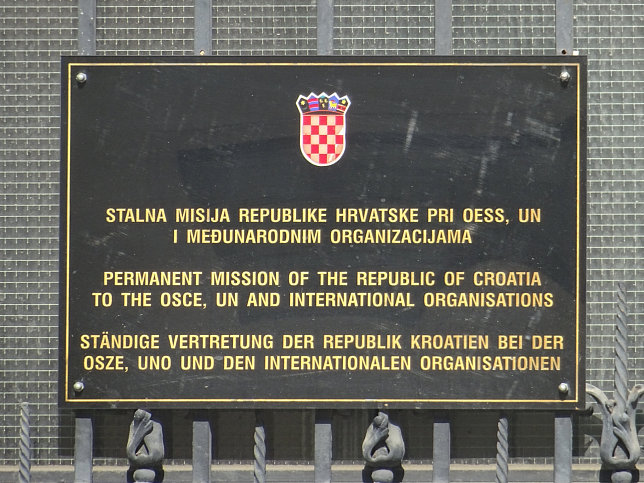 STALNA MISIJA REPUBLIKE HRVATSKE PRI OESS, UN
I MEĐUNARODNIM ORGANIZACIJAMA
PERMANENT MISSION OF THE REPUBLIC OF CROATIA
TO THE OSCE, UN AND INTERNATIONAL ORGANISATIONS
STÄNDIGE VERTRETUNG DER REPUBLIK KROATIEN BEI DER
OSZE, UNO UND DEN INTERNATIONALEN ORGANISATIONEN